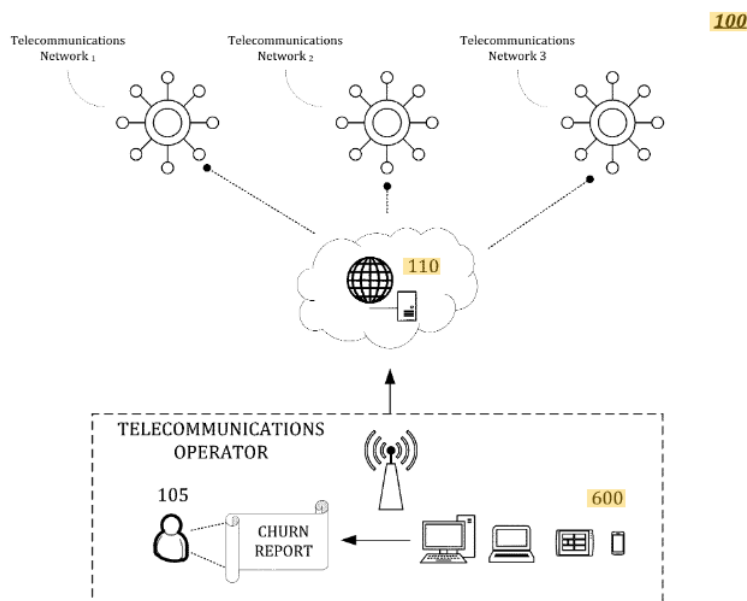 100
Telecommunications
Network 1
Telecommunications
Network 2
Telecommunications
Network 3
110
TELECOMMUNICATIONS
OPERATOR
105
CHURN
REPORT
600